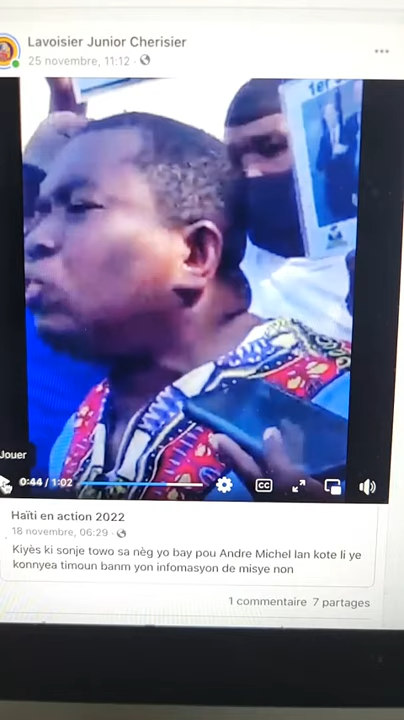 Lavoisier Junior Cherisier
25 novembre, 11:12 ·
1er S
Jouer
0:44 / 1:02
CC
Haïti en action 2022
18 novembre, 06:29 ·
Kiyès ki sonje towo sa nèg yo bay pou Andre Michel lan kote li ye
konnyea timoun banm yon infomasyon de misye non
1 commentaire 7 partages